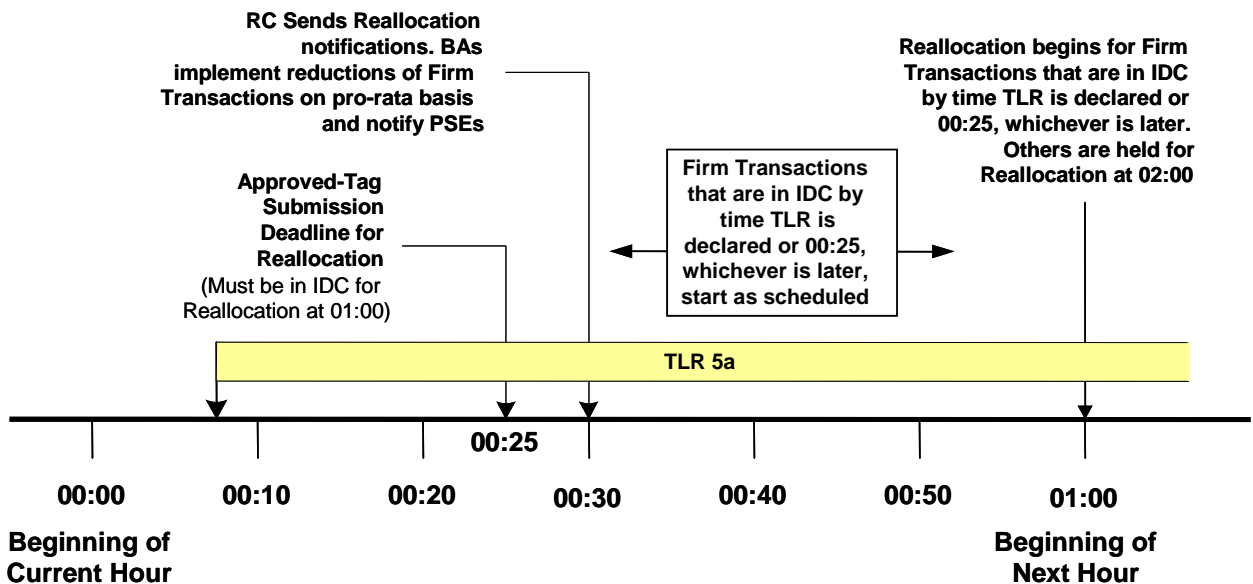 RC Sends Reallocation
notifications. BAs
implement reductions of Firm
Transactions on pro-rata basis
and notify PSEs
Approved-Tag
Submission
Deadline for
Reallocation
(Must be in IDC for
Reallocation at 01:00)
Firm Transactions
that are in IDC by
time TLR is
declared or 00:25,
whichever is later,
start as scheduled
Reallocation begins for Firm
Transactions that are in IDC
by time TLR is declared or
00:25, whichever is later.
Others are held for
Reallocation at 02:00
TLR 5a
00:25
00:00
00:10
00:20
00:30
00:40
00:50
01:00
Beginning of
Current Hour
Beginning of
Next Hour